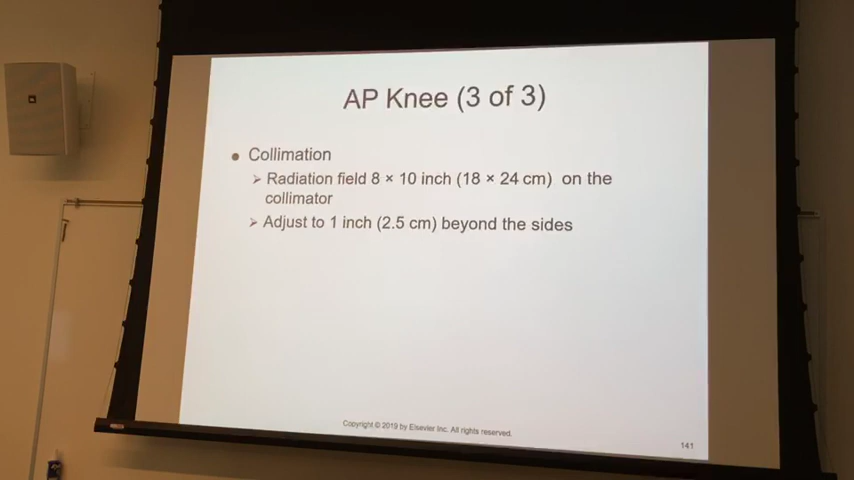 AP Knee (3 of 3)
● Collimation
➢ Radiation field 8 × 10 inch (18 × 24 cm) on the
collimator
➢ Adjust to 1 inch (2.5 cm) beyond the sides
Copyright © 2019 by Elsevier Inc. All rights reserved.
141